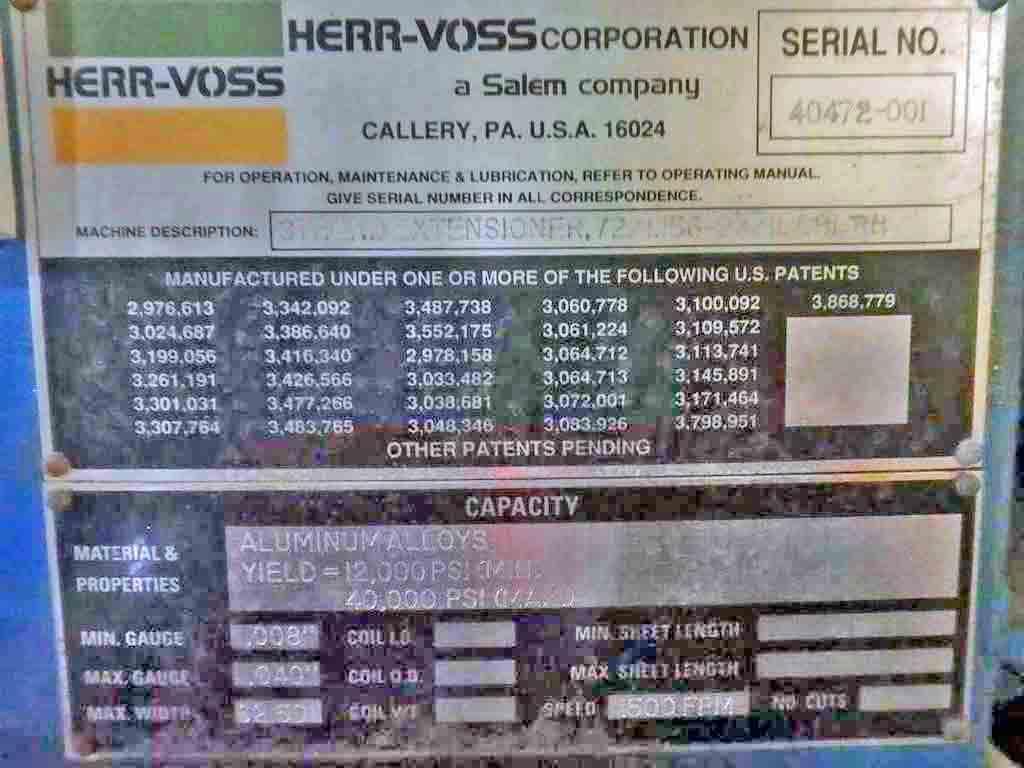 HERR-VOSS
HERR-VOSS CORPORATION
a Salem company
CALLERY, PA. U.S.A. 16024
SERIAL NO.
40472-001
FOR OPERATION, MAINTENANCE & LUBRICATION, REFER TO OPERATING MANUAL.
GIVE SERIAL NUMBER IN ALL CORRESPONDENCE.
MACHINE DESCRIPTION:
MANUFACTURED UNDER ONE OR MORE OF THE FOLLOWING U.S. PATENTS
2,976,613 3,342,092 3,487,738 3,060,778 3,100,092 3,868,779
3,024,687 3,386,640 3,552,175 3,061,224 3,109,572
3,199,056 3,416,340 2,978,158 3,064,712 3,113,741
3,261,191 3,426,566 3,033,482 3,064,713 3,145,891
3,301,031 3,477,266 3,038,681 3,072,001 3,171,464
3,307,764 3,483,765 3,048,346 3,083,926 3,798,951
OTHER PATENTS PENDING
CAPACITY
MATERIAL & PROPERTIES
ALUMINUM ALLOYS
YIELD = 12,000 PSI (MIN.
40,000 PSI
MIN. GAUGE .008" COIL I.D. MIN. SHEET LENGTH
MAX. GAUGE .040" COIL O.D. MAX SHEET LENGTH
MAX. WIDTH COIL WT SPEED 500 FPM NO CUTS